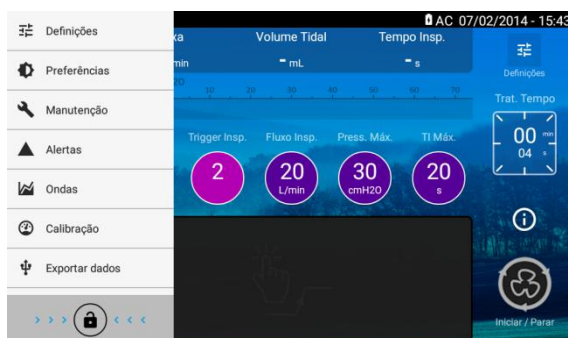 AC 07/02/2014 - 15:43
Definições
Preferências
Manutenção
Alertas
Ondas
Calibração
Exportar dados
> > > < < <
xa Volume Tidal Tempo Insp.
min - mL - s
20 10 20 30 40 50 60 70
Trigger Insp. Fluxo Insp. Press. Máx. TI Máx.
2 20 30 20
L/min cmH2O s
Definições
Trat. Tempo
00 min
04 s
Iniciar / Parar